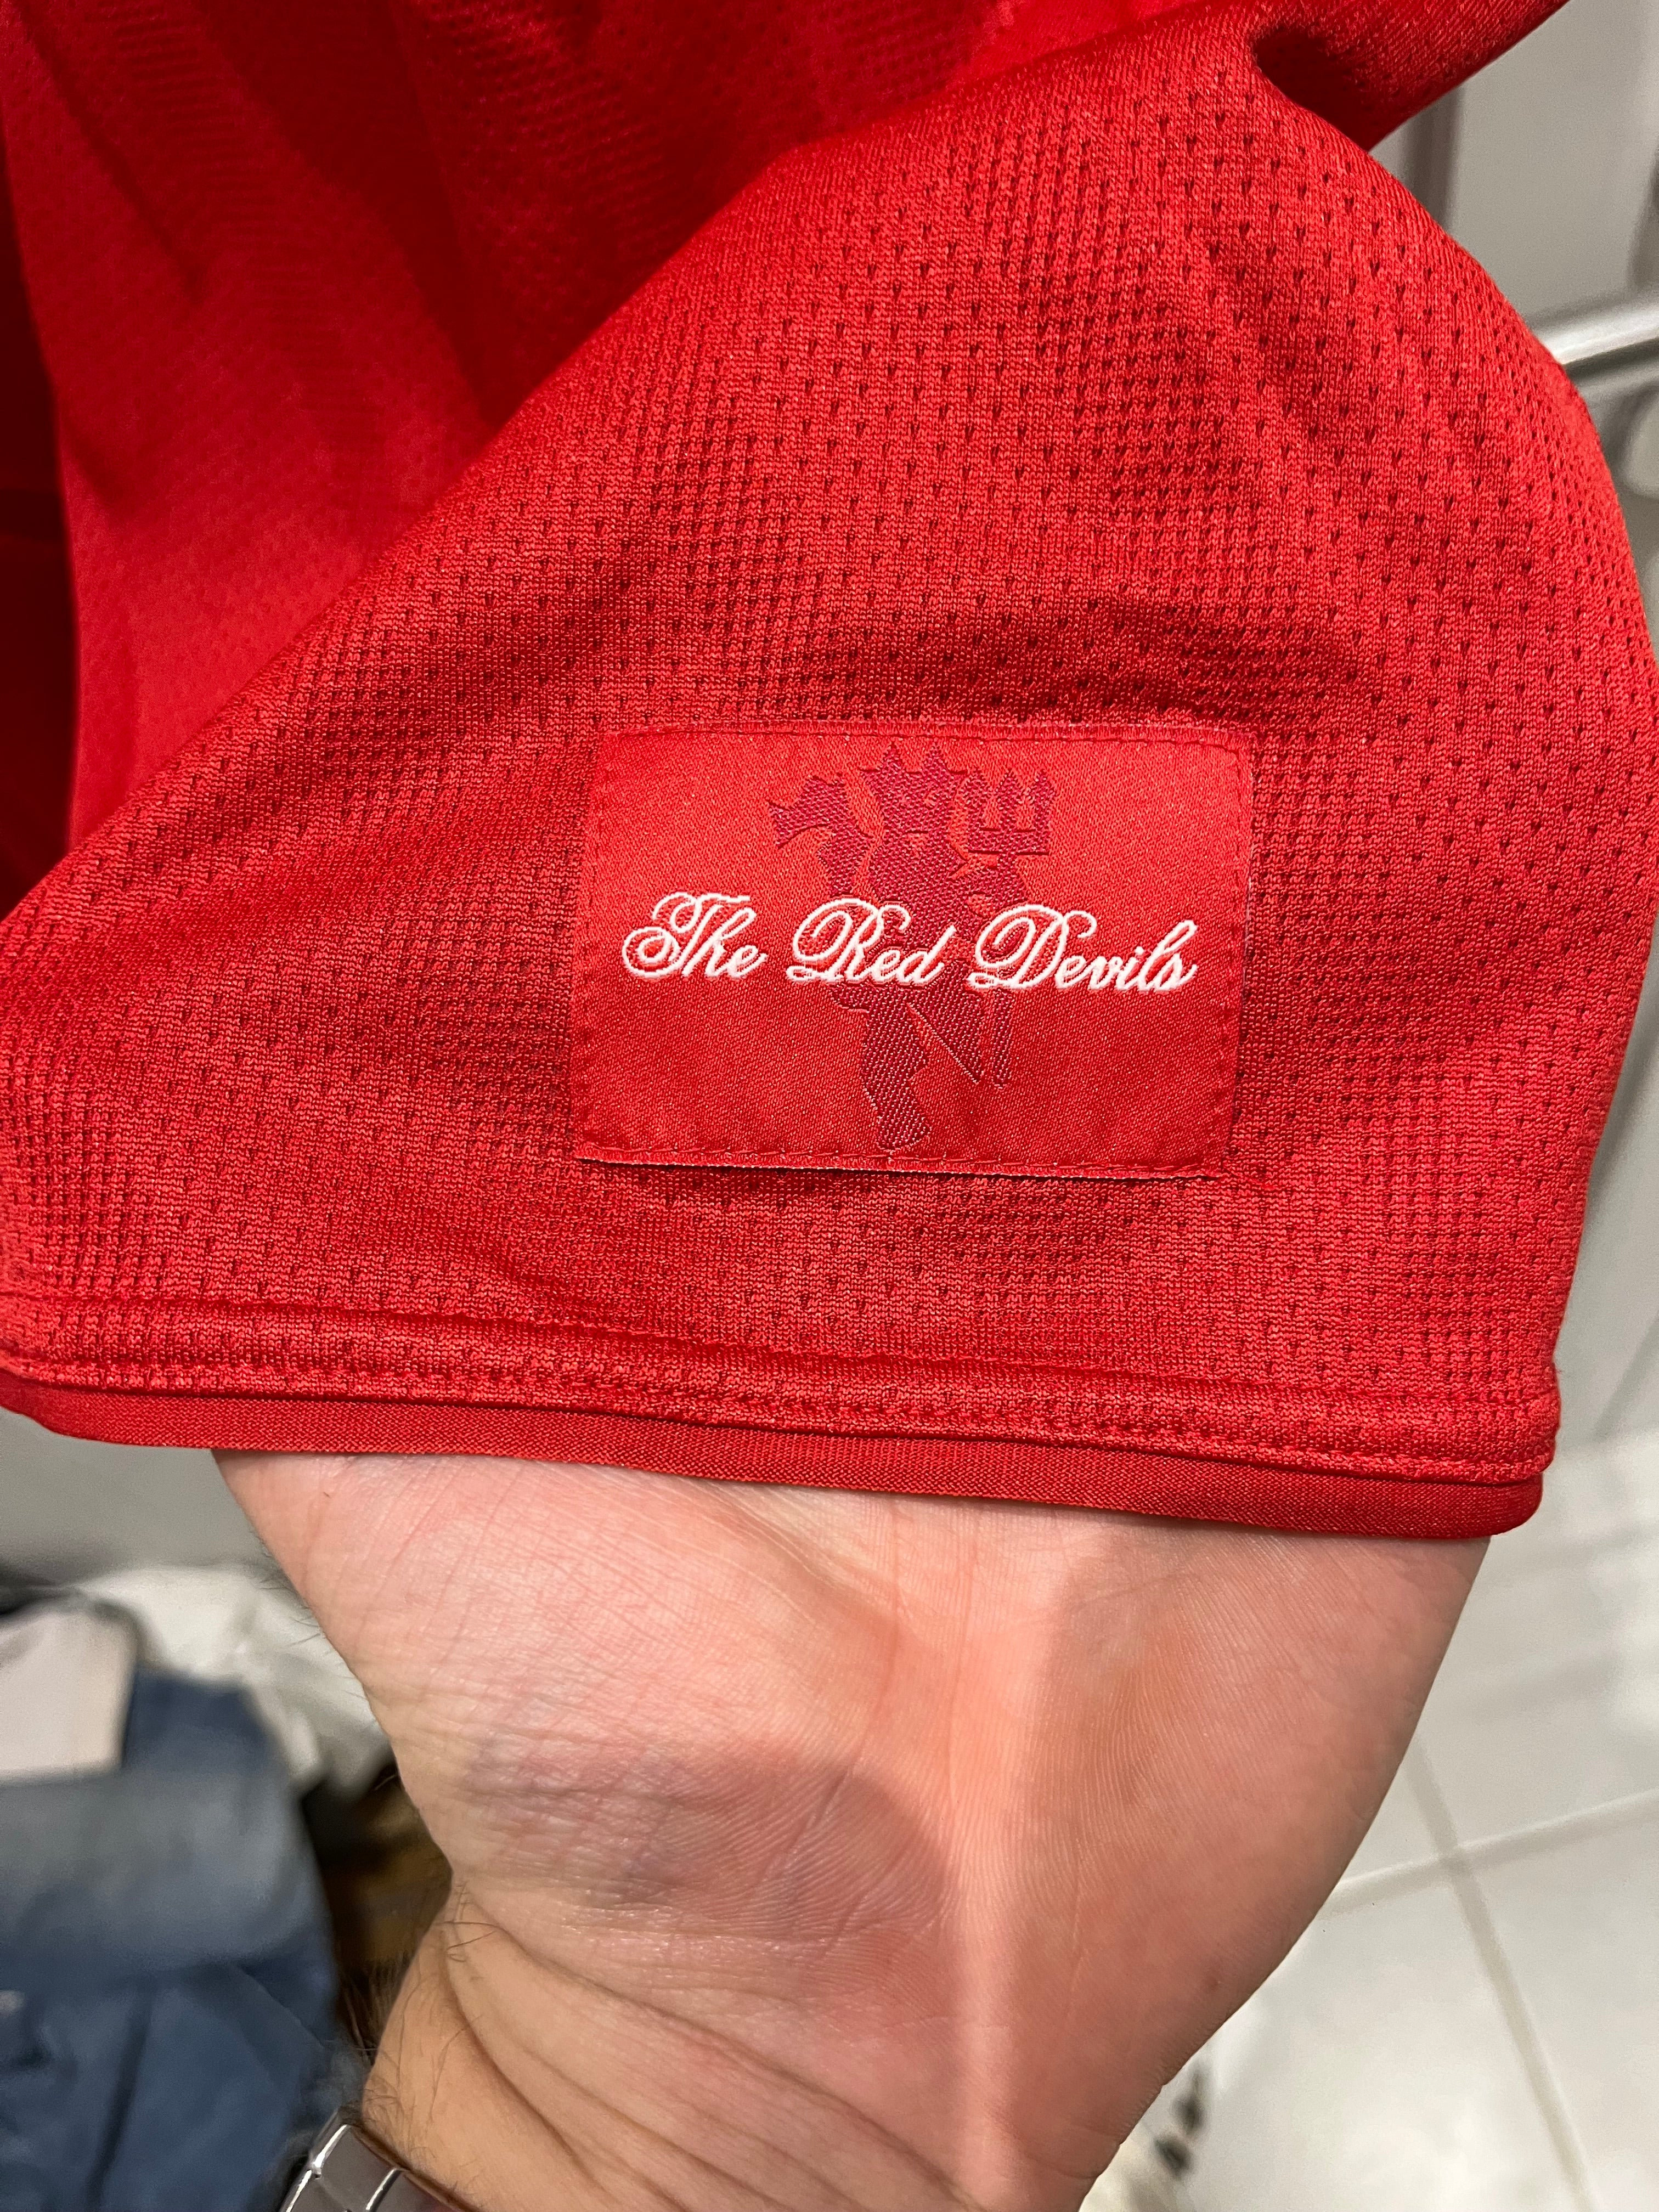 The Red Devils